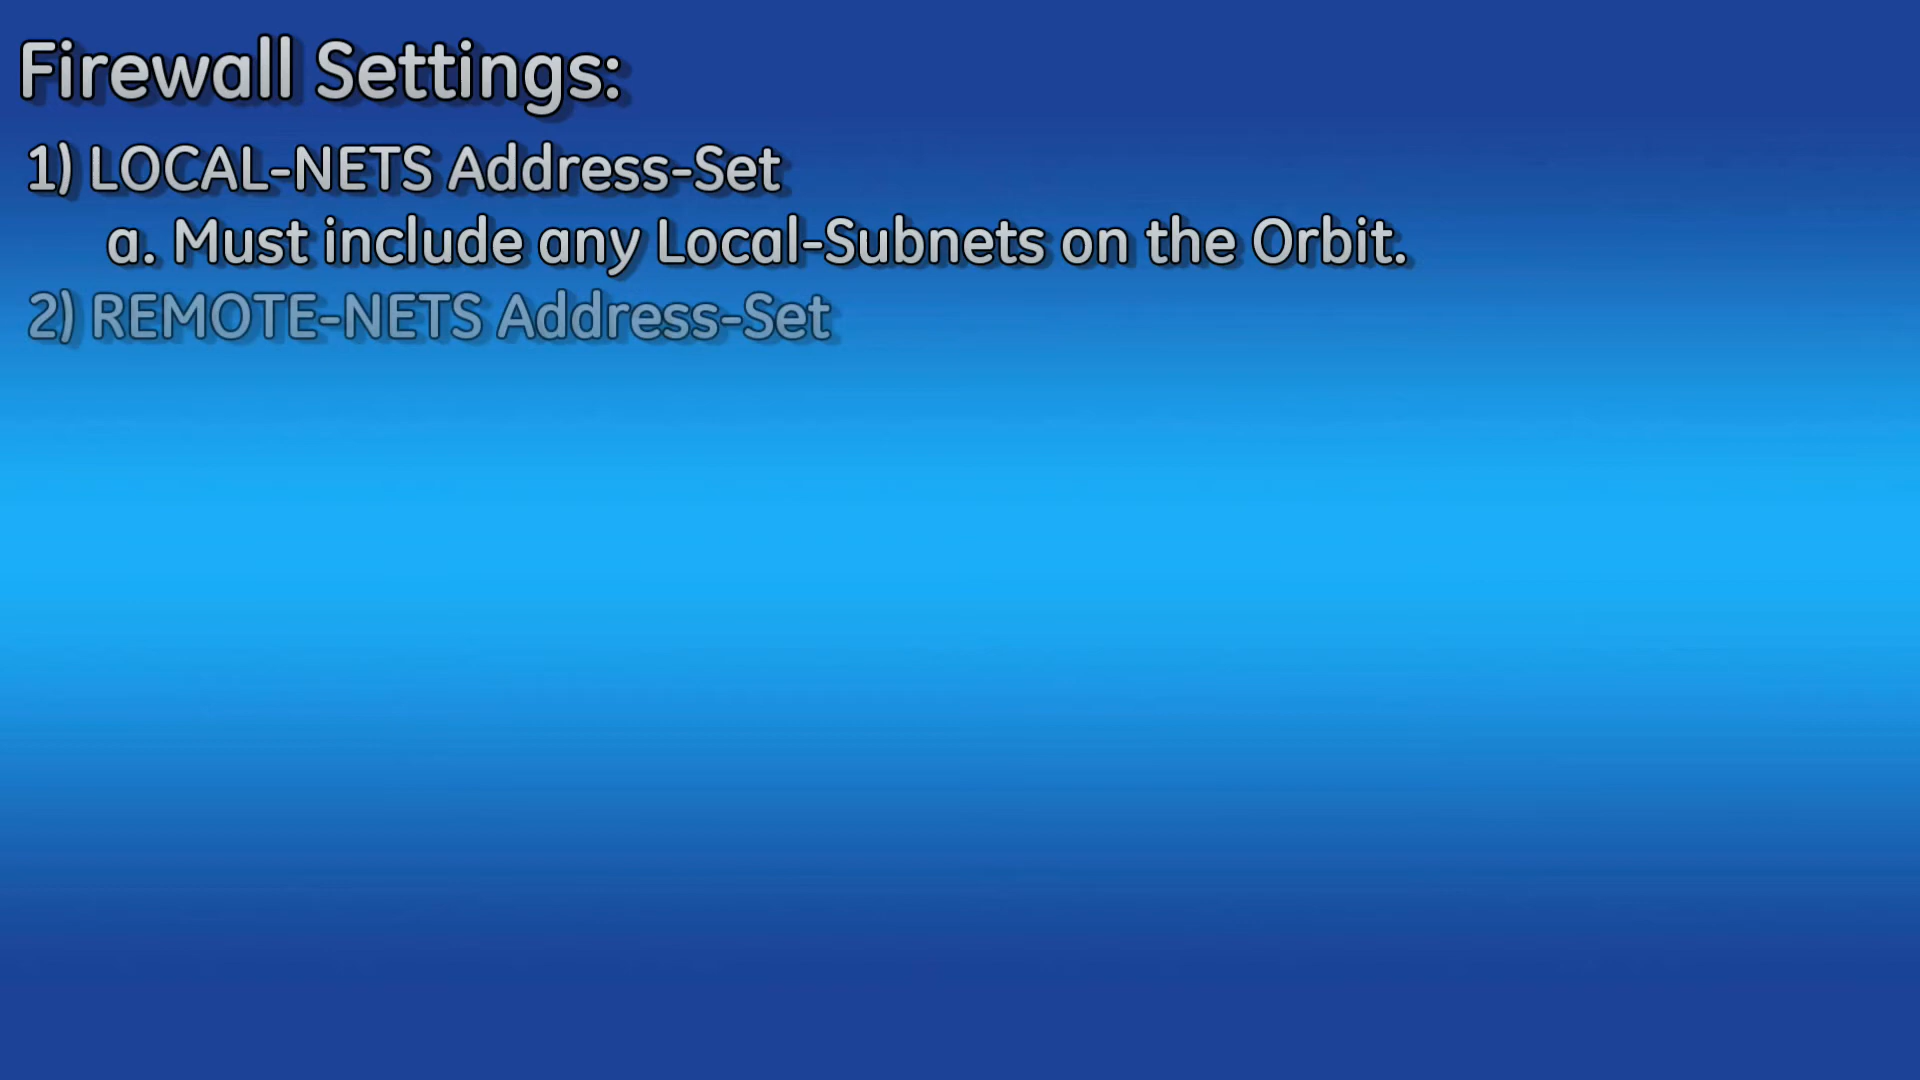 Firewall Settings:
1) LOCAL-NETS Address-Set
a. Must include any Local-Subnets on the Orbit.
2) REMOTE-NETS Address-Set